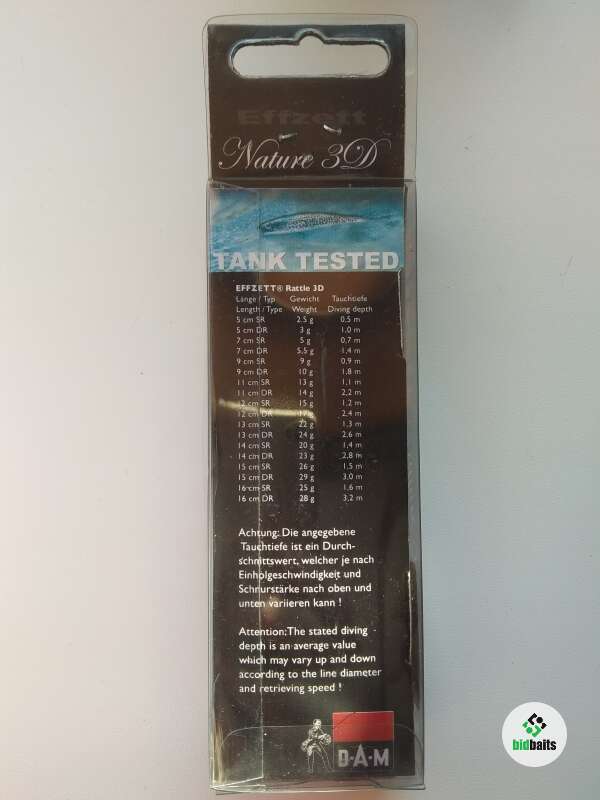 Effzett
Nature 3D
TANK TESTED
EFFZETT® Rattle 3D
Länge / Typ Gewicht Tauchtiefe
Length / Type Weight Diving depth
5 cm SR 2,5 g 0,5 m
5 cm DR 3 g 1,0 m
7 cm SR 5 g 0,7 m
7 cm DR 5,5 g 1,4 m
9 cm SR 9 g 0,9 m
9 cm DR 10 g 1,8 m
11 cm SR 13 g 1,1 m
11 cm DR 14 g 2,2 m
12 cm SR 15 g 1,2 m
12 cm DR 17 g 2,4 m
13 cm SR 22 g 1,3 m
13 cm DR 24 g 2,6 m
14 cm SR 20 g 1,4 m
14 cm DR 23 g 2,8 m
15 cm SR 26 g 1,5 m
15 cm DR 29 g 3,0 m
16 cm SR 25 g 1,6 m
16 cm DR 28 g 3,2 m
Achtung: Die angegebene
Tauchtiefe ist ein Durch-
schnittswert, welcher je nach
Einholgeschwindigkeit und
Schnurstärke nach oben und
unten variieren kann !
Attention: The stated diving
depth is an average value
which may vary up and down
according to the line diameter
and retrieving speed !
D·A·M
bidbaits